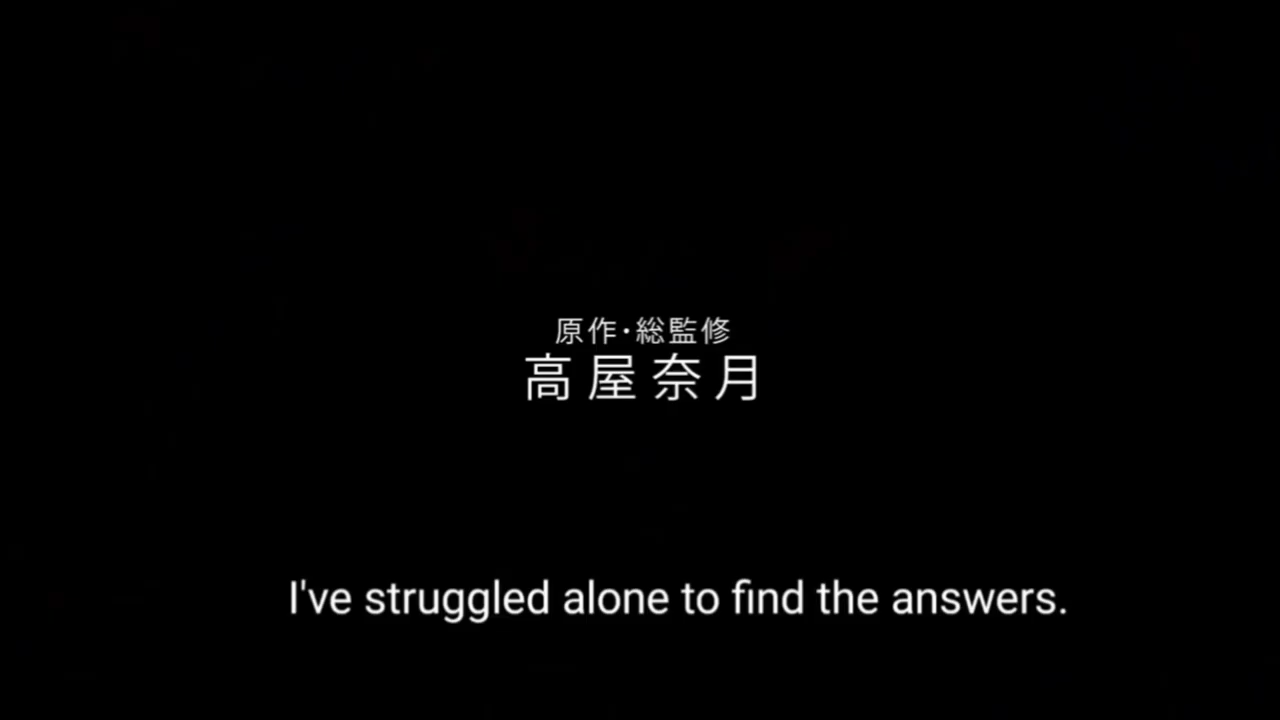 原作・総監修
高屋奈月
I've struggled alone to find the answers.